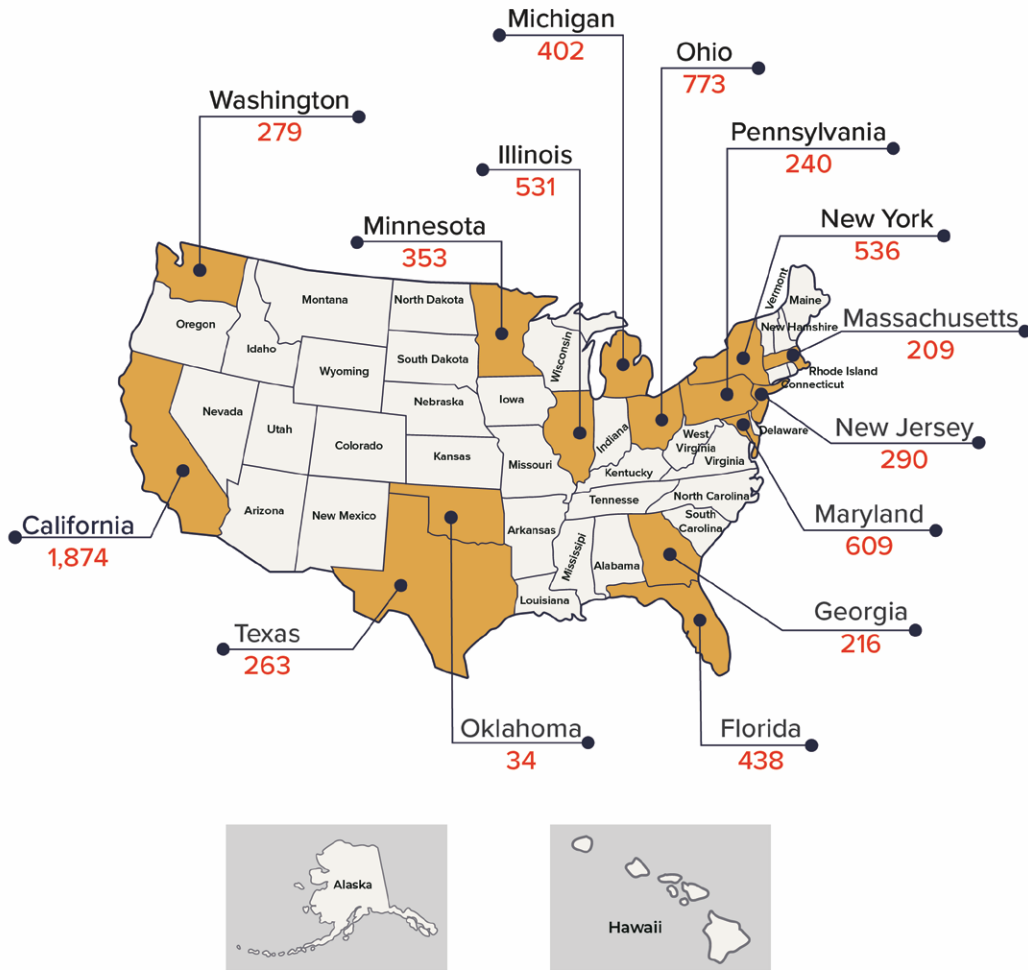 Michigan
402
Ohio
773
Washington
279
Pennsylvania
240
Illinois
531
New York
536
Minnesota
353
Vermont
Maine
Montana
North Dakota
New Hamshire
Massachusetts
209
Oregon
Idaho
South Dakota
Wisconsin
Wyoming
Rhode Island
Connecticut
Nevada
Nebraska
Iowa
Utah
Colorado
Indiana
Delaware
New Jersey
290
Kansas
Missouri
West
Virginia
Virginia
Kentucky
Arizona
New Mexico
Tennesse
North Carolina
South
Carolina
Maryland
609
California
1,874
Arkansas
Mississipi
Alabama
Louisiana
Georgia
216
Texas
263
Oklahoma
34
Florida
438
Alaska
Hawaii